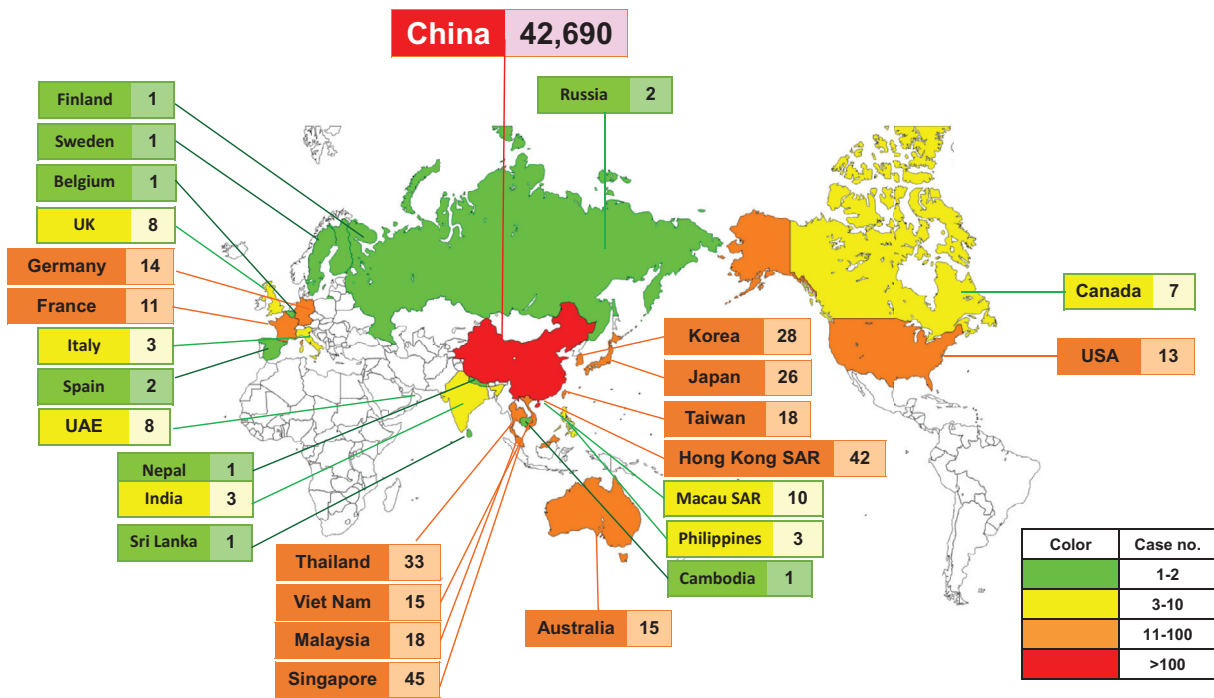 China 42,690
Finland 1
Sweden 1
Belgium 1
UK 8
Germany 14
France 11
Italy 3
Spain 2
UAE 8
Nepal 1
India 3
Sri Lanka 1
Thailand 33
Viet Nam 15
Malaysia 18
Singapore 45
Russia 2
Korea 28
Japan 26
Taiwan 18
Hong Kong SAR 42
Macau SAR 10
Philippines 3
Cambodia 1
Australia 15
Canada 7
USA 13
Color Case no.
1-2
3-10
11-100
>100